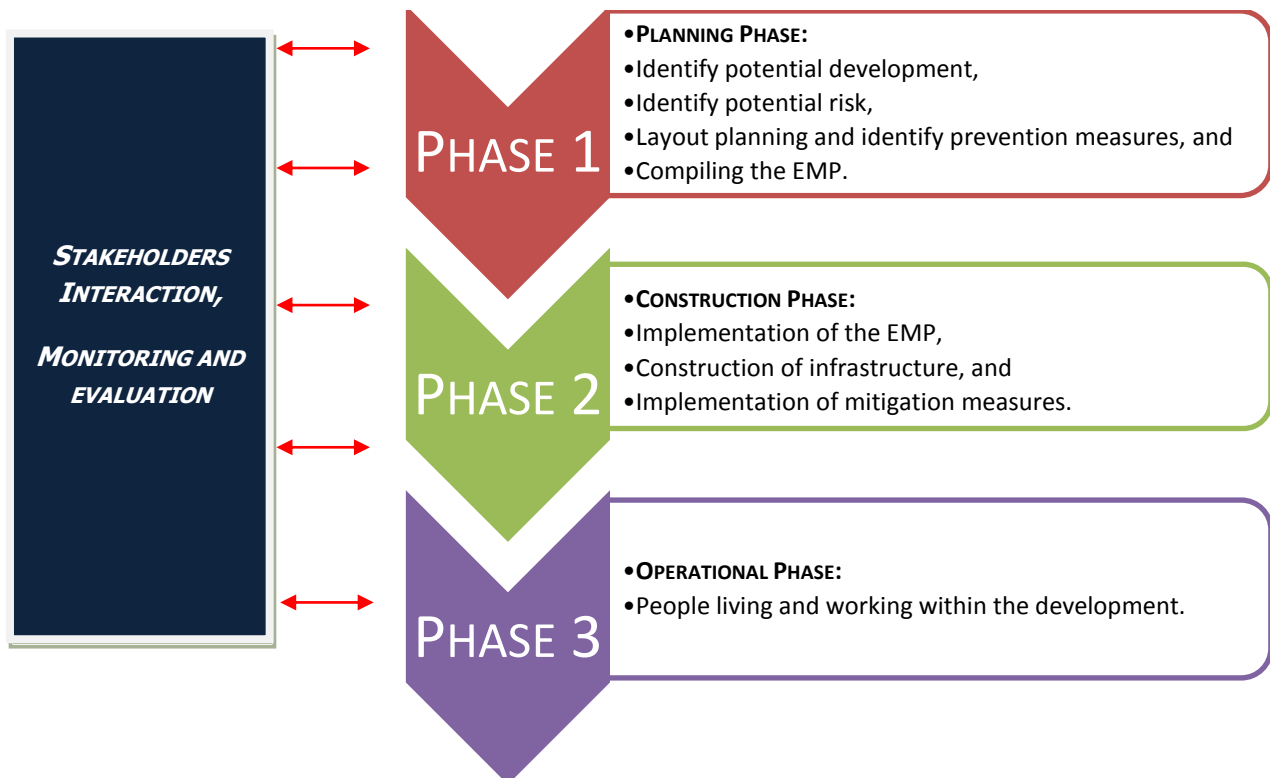 STAKEHOLDERS
INTERACTION,
MONITORING AND
EVALUATION
PHASE 1
•PLANNING PHASE:
•Identify potential development,
•Identify potential risk,
•Layout planning and identify prevention measures, and
•Compiling the EMP.
PHASE 2
•CONSTRUCTION PHASE:
•Implementation of the EMP,
•Construction of infrastructure, and
•Implementation of mitigation measures.
PHASE 3
•OPERATIONAL PHASE:
•People living and working within the development.